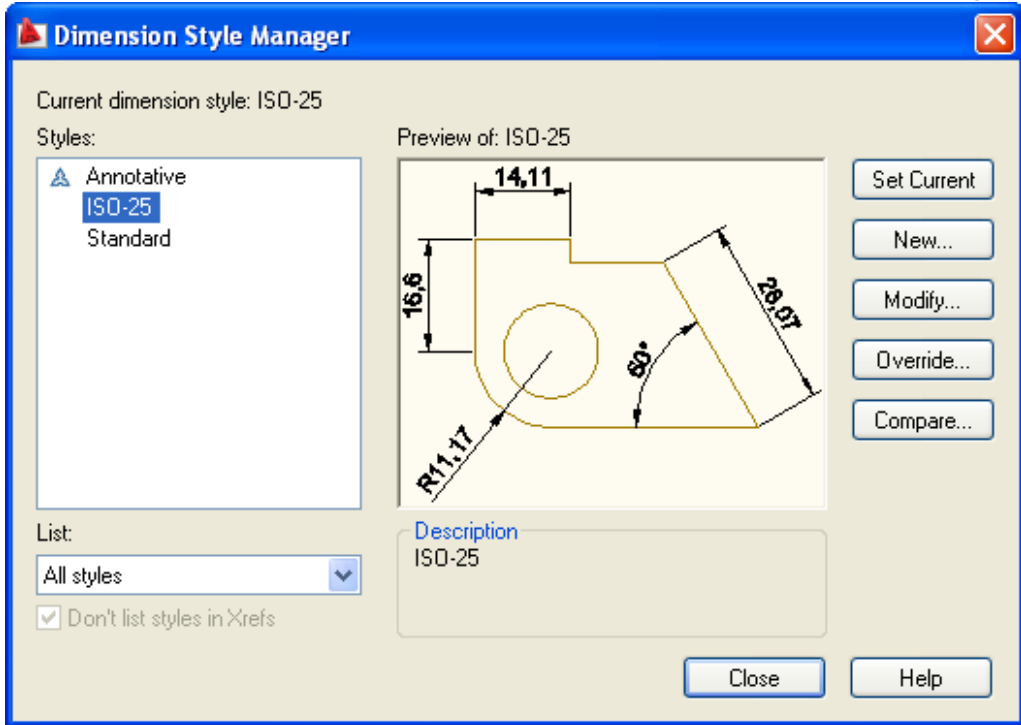 Dimension Style Manager
Current dimension style: ISO-25
Styles:
Annotative
ISO-25
Standard
Preview of: ISO-25
14,11
16,6
28,07
60°
R11,17
Set Current
New...
Modify...
Override...
Compare...
List:
All styles
Don't list styles in Xrefs
Description
ISO-25
Close
Help